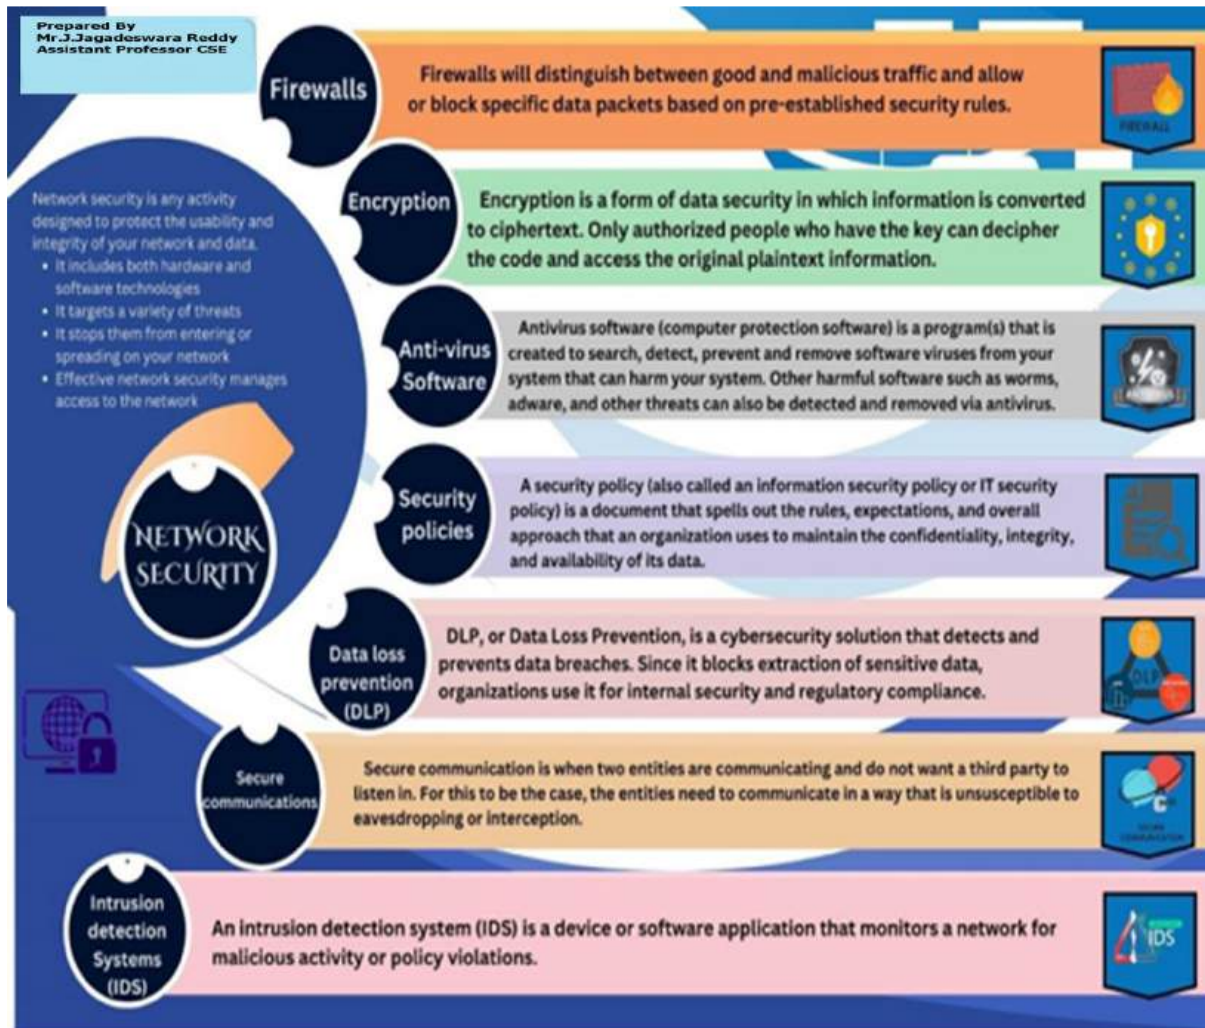 Prepared By
Mr.J.Jagadeswara Reddy
Assistant Professor CSE
Firewalls
Firewalls will distinguish between good and malicious traffic and allow
or block specific data packets based on pre-established security rules.
FIREWALL
Network security is any activity
designed to protect the usability and
integrity of your network and data.
• It includes both hardware and
software technologies
• It targets a variety of threats
• It stops them from entering or
spreading on your network
• Effective network security manages
access to the network
NETWORK
SECURITY
Encryption
Encryption is a form of data security in which information is converted
to ciphertext. Only authorized people who have the key can decipher
the code and access the original plaintext information.
Anti-virus
Software
Antivirus software (computer protection software) is a program(s) that is
created to search, detect, prevent and remove software viruses from your
system that can harm your system. Other harmful software such as worms,
adware, and other threats can also be detected and removed via antivirus.
ANTIVIRUS
Security
policies
A security policy (also called an information security policy or IT security
policy) is a document that spells out the rules, expectations, and overall
approach that an organization uses to maintain the confidentiality, integrity,
and availability of its data.
Data loss
prevention
(DLP)
DLP, or Data Loss Prevention, is a cybersecurity solution that detects and
prevents data breaches. Since it blocks extraction of sensitive data,
organizations use it for internal security and regulatory compliance.
DLP
Secure
communications
Secure communication is when two entities are communicating and do not want a third party to
listen in. For this to be the case, the entities need to communicate in a way that is unsusceptible to
eavesdropping or interception.
SECURE
COMMUNICATION
Intrusion
detection
Systems
(IDS)
An intrusion detection system (IDS) is a device or software application that monitors a network for
malicious activity or policy violations.
IDS